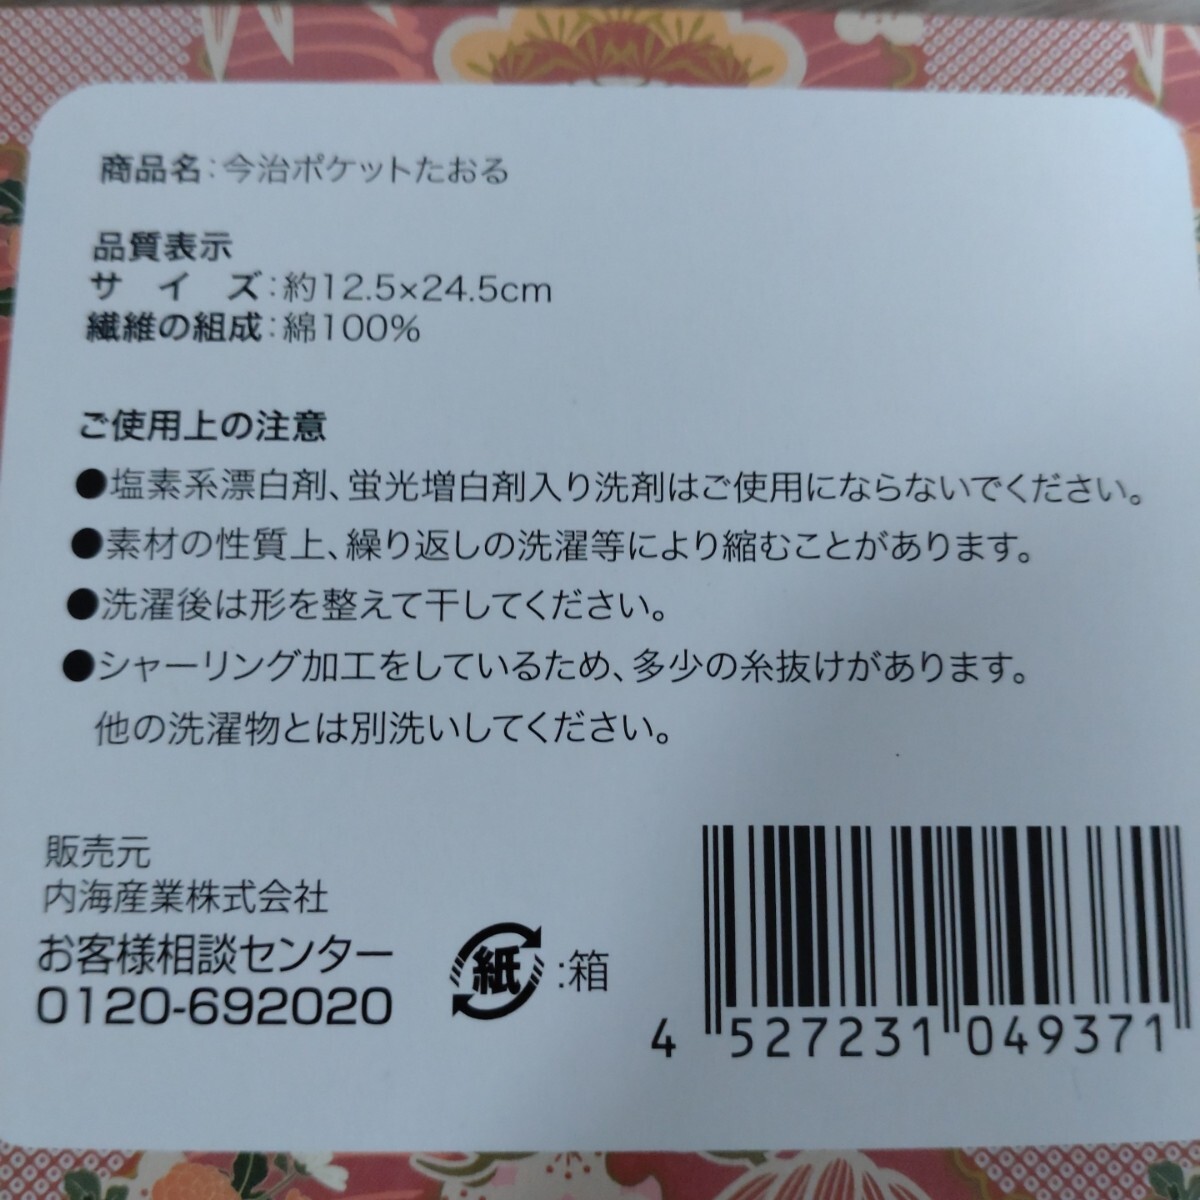 商品名：今治ポケットたおる
品質表示
サイズ：約12.5×24.5cm
繊維の組成：綿100%
ご使用上の注意
●塩素系漂白剤、蛍光増白剤入り洗剤はご使用にならないでください。
●素材の性質上、繰り返しの洗濯等により縮むことがあります。
●洗濯後は形を整えて干してください。
●シャーリング加工をしているため、多少の糸抜けがあります。
他の洗濯物とは別洗いしてください。
販売元
内海産業株式会社
お客様相談センター
0120-692020
紙：箱
4 527231 049371